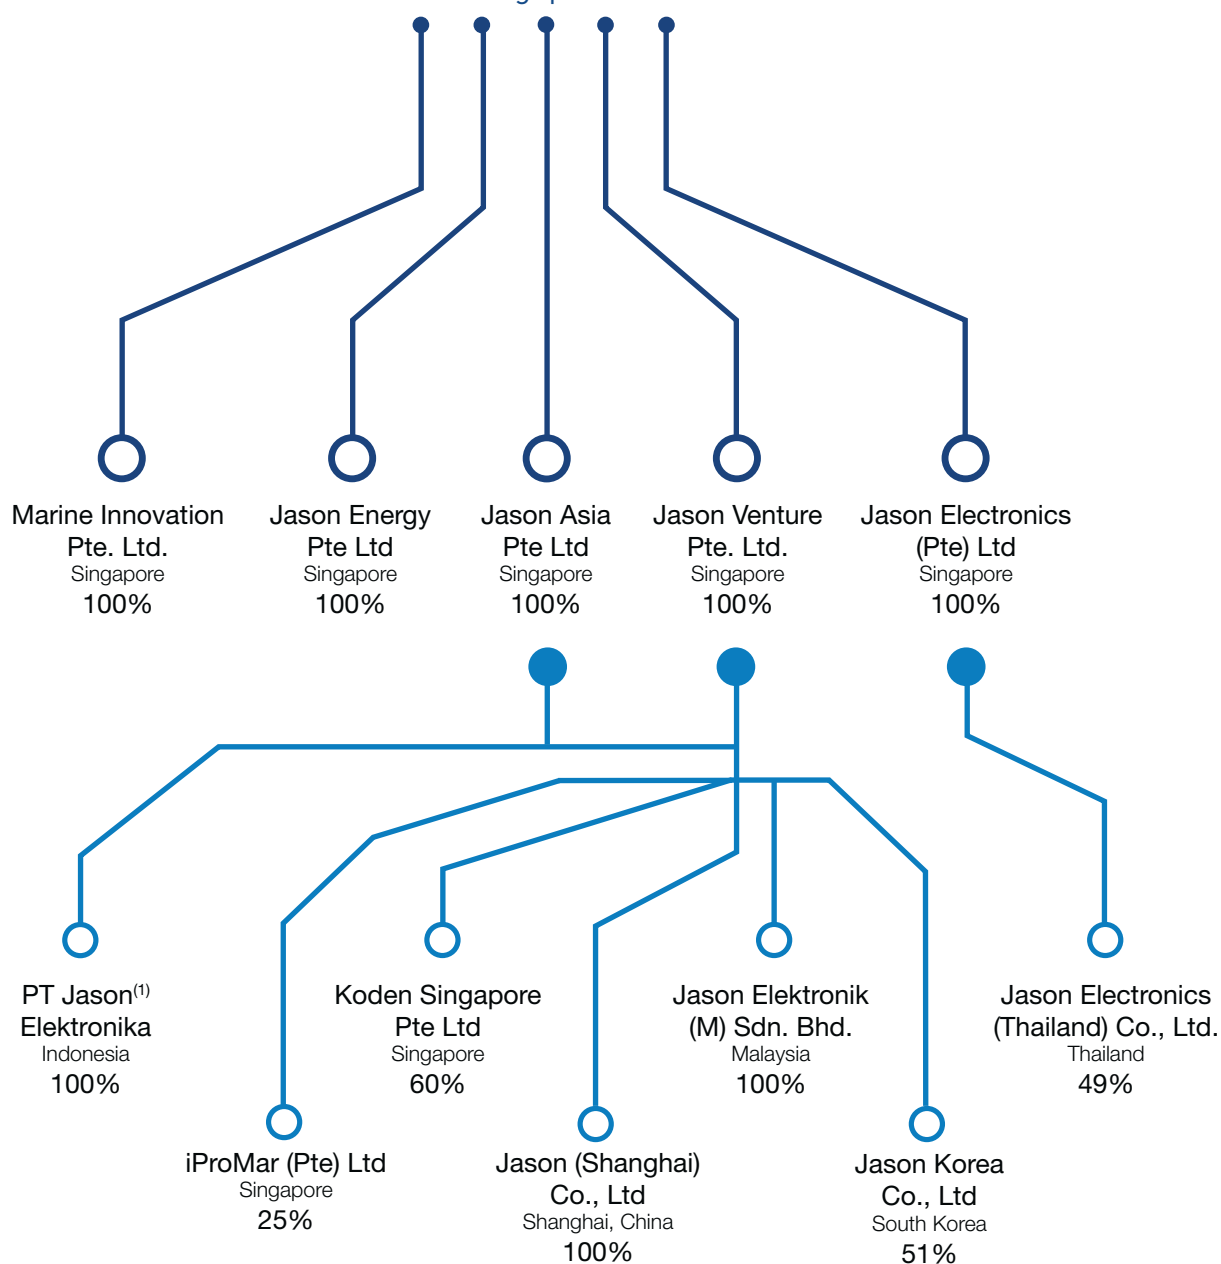 Marine Innovation
Pte. Ltd.
Singapore
100%
Jason Energy
Pte Ltd
Singapore
100%
Jason Asia
Pte Ltd
Singapore
100%
Jason Venture
Pte. Ltd.
Singapore
100%
Jason Electronics
(Pte) Ltd
Singapore
100%
PT Jason(1)
Elektronika
Indonesia
100%
Koden Singapore
Pte Ltd
Singapore
60%
Jason Elektronik
(M) Sdn. Bhd.
Malaysia
100%
Jason Electronics
(Thailand) Co., Ltd.
Thailand
49%
iProMar (Pte) Ltd
Singapore
25%
Jason (Shanghai)
Co., Ltd
Shanghai, China
100%
Jason Korea
Co., Ltd
South Korea
51%